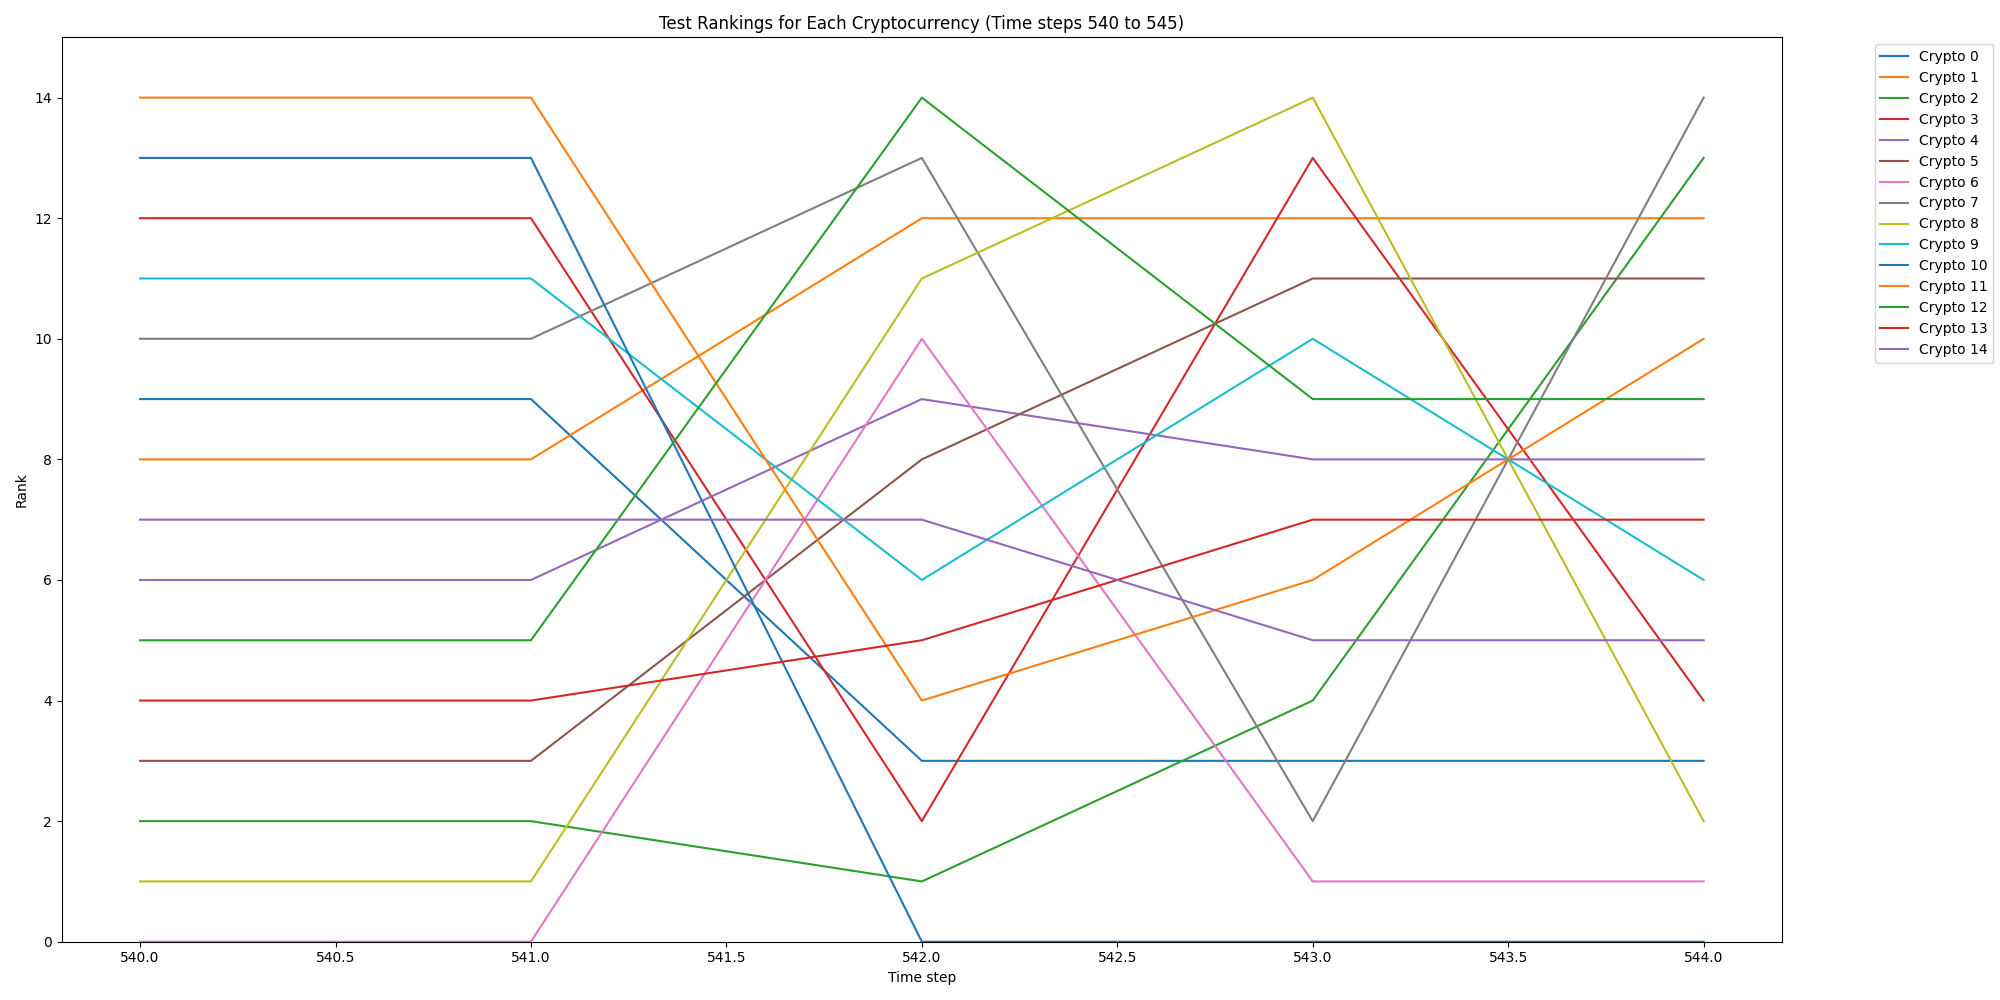 Test Rankings for Each Cryptocurrency (Time steps 540 to 545)
Rank
14
12
10
8
6
4
2
0
540.0 540.5 541.0 541.5 542.0 542.5 543.0 543.5 544.0
Time step
Crypto 0
Crypto 1
Crypto 2
Crypto 3
Crypto 4
Crypto 5
Crypto 6
Crypto 7
Crypto 8
Crypto 9
Crypto 10
Crypto 11
Crypto 12
Crypto 13
Crypto 14